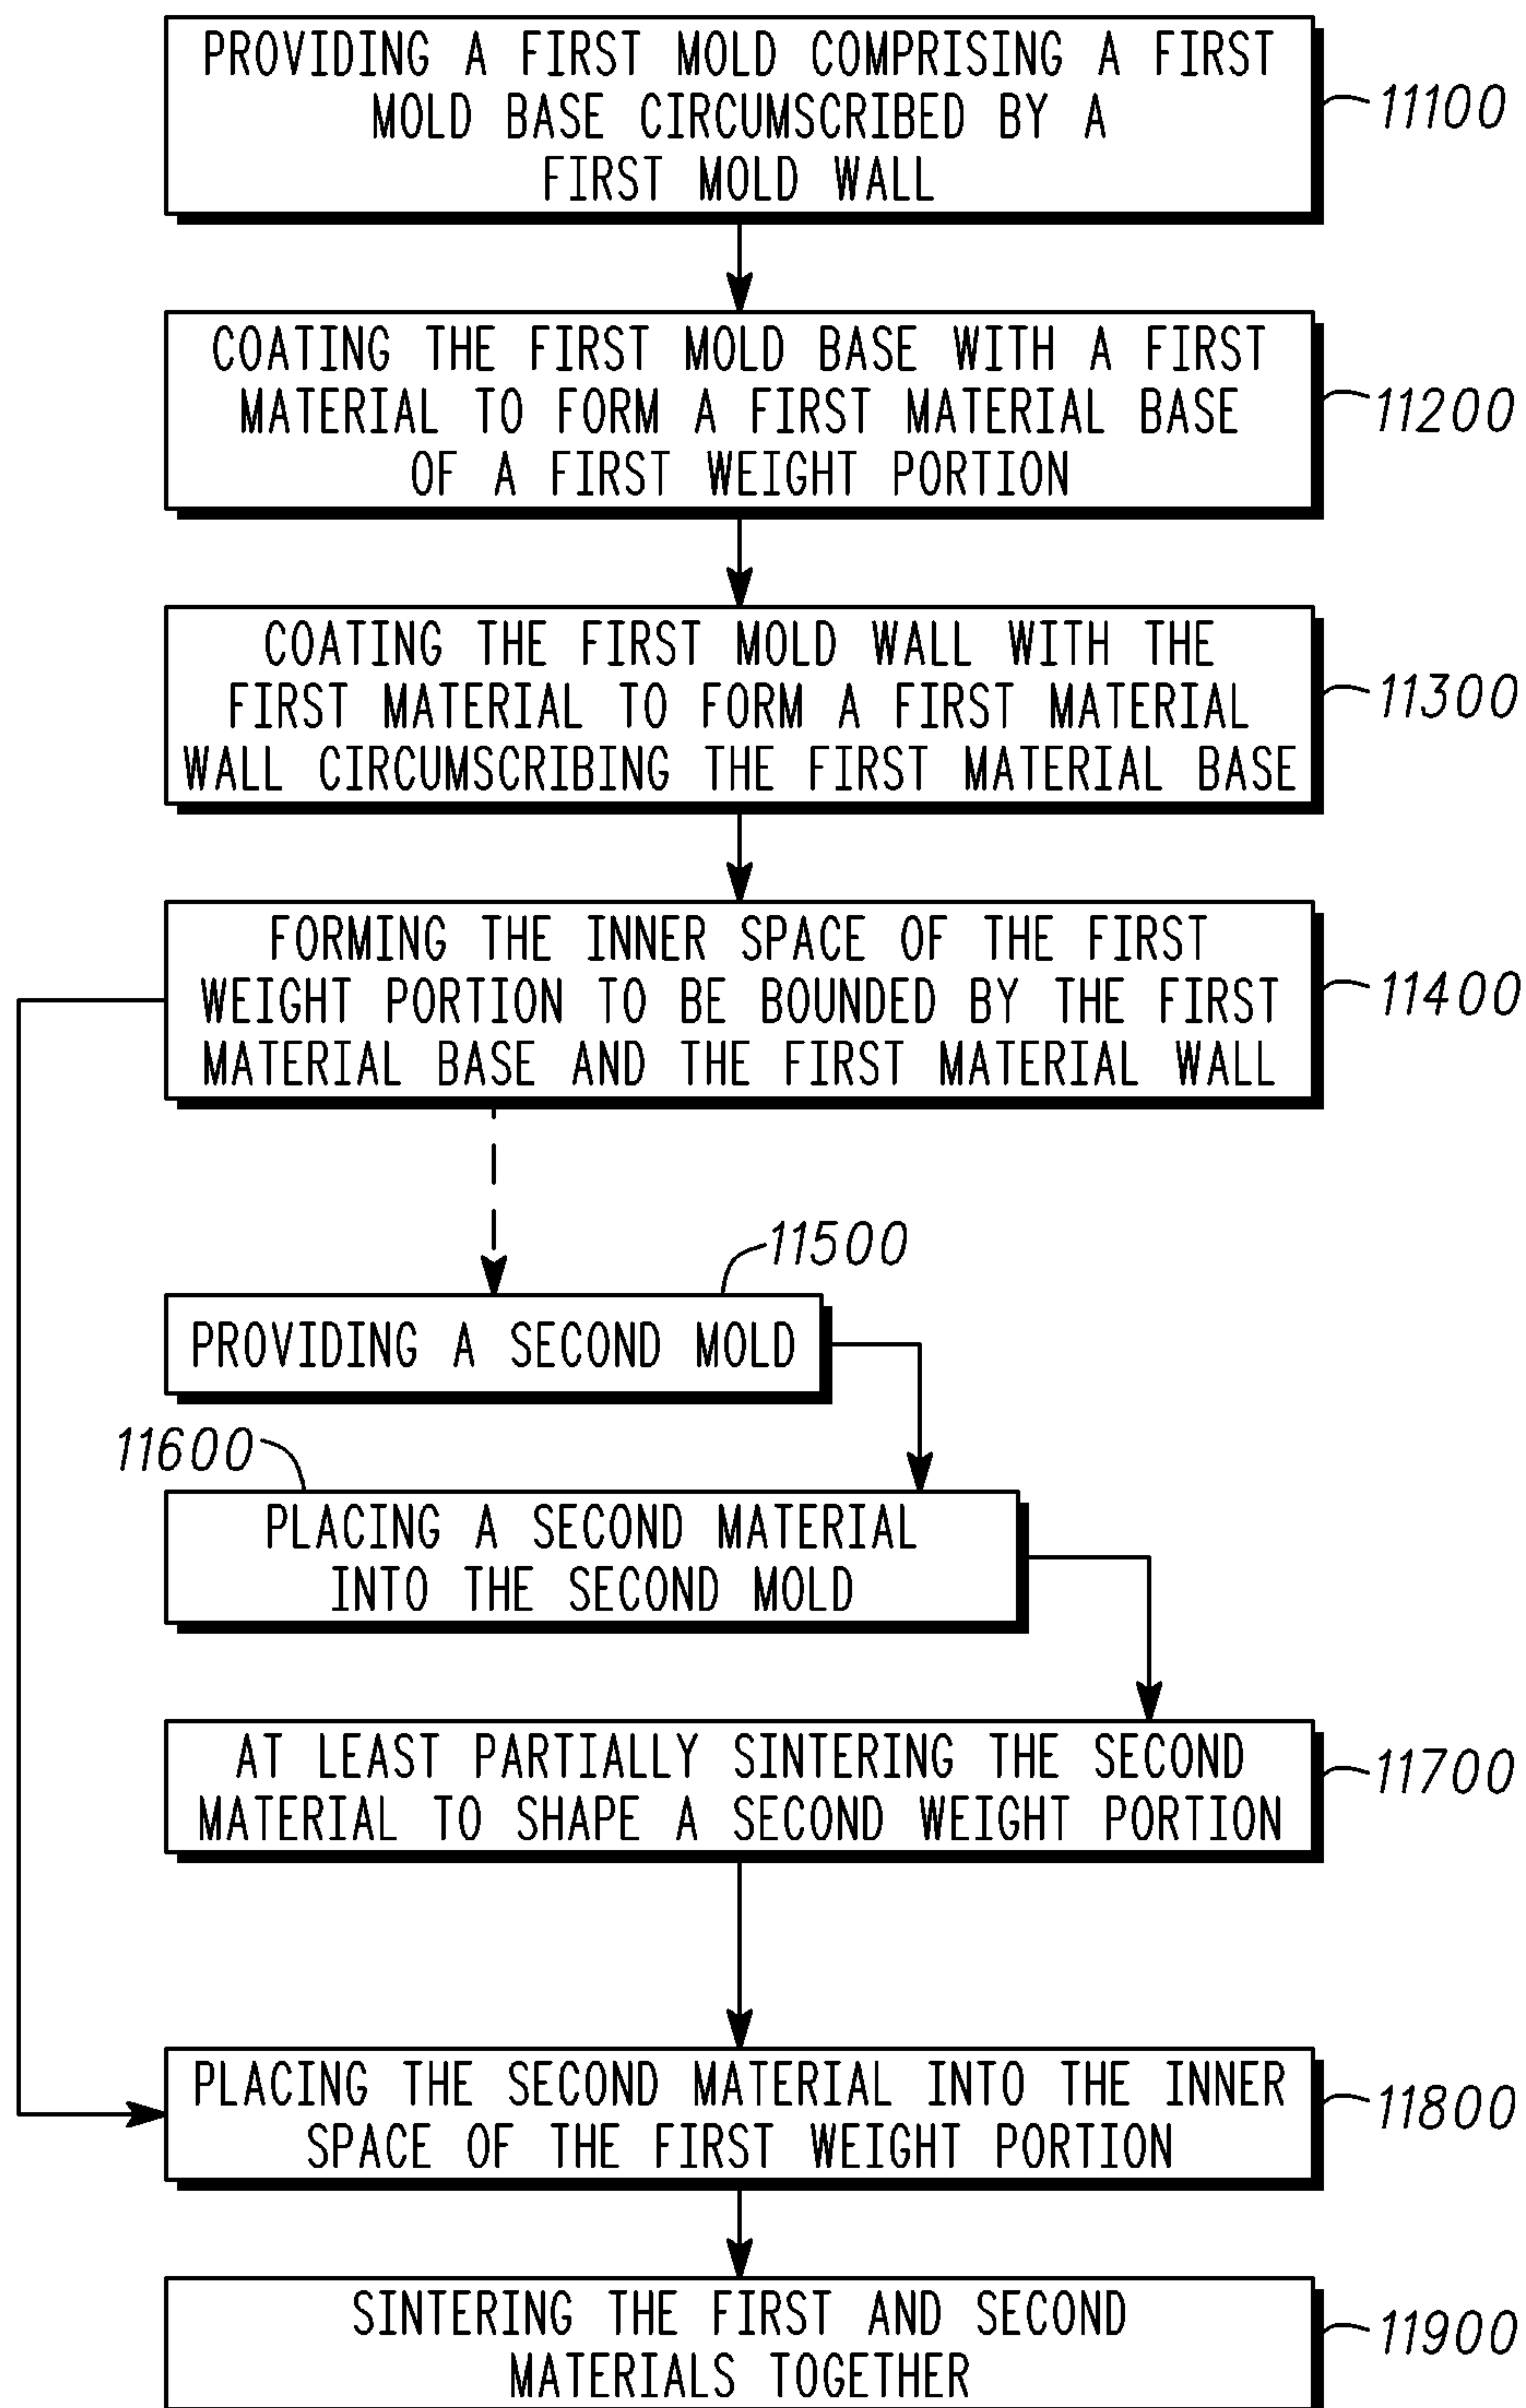 PROVIDING A FIRST MOLD COMPRISING A FIRST
MOLD BASE CIRCUMSCRIBED BY A
FIRST MOLD WALL
11100
COATING THE FIRST MOLD BASE WITH A FIRST
MATERIAL TO FORM A FIRST MATERIAL BASE
OF A FIRST WEIGHT PORTION
11200
COATING THE FIRST MOLD WALL WITH THE
FIRST MATERIAL TO FORM A FIRST MATERIAL
WALL CIRCUMSCRIBING THE FIRST MATERIAL BASE
11300
FORMING THE INNER SPACE OF THE FIRST
WEIGHT PORTION TO BE BOUNDED BY THE FIRST
MATERIAL BASE AND THE FIRST MATERIAL WALL
11400
11500
PROVIDING A SECOND MOLD
11600
PLACING A SECOND MATERIAL
INTO THE SECOND MOLD
AT LEAST PARTIALLY SINTERING THE SECOND
MATERIAL TO SHAPE A SECOND WEIGHT PORTION
11700
PLACING THE SECOND MATERIAL INTO THE INNER
SPACE OF THE FIRST WEIGHT PORTION
11800
SINTERING THE FIRST AND SECOND
MATERIALS TOGETHER
11900